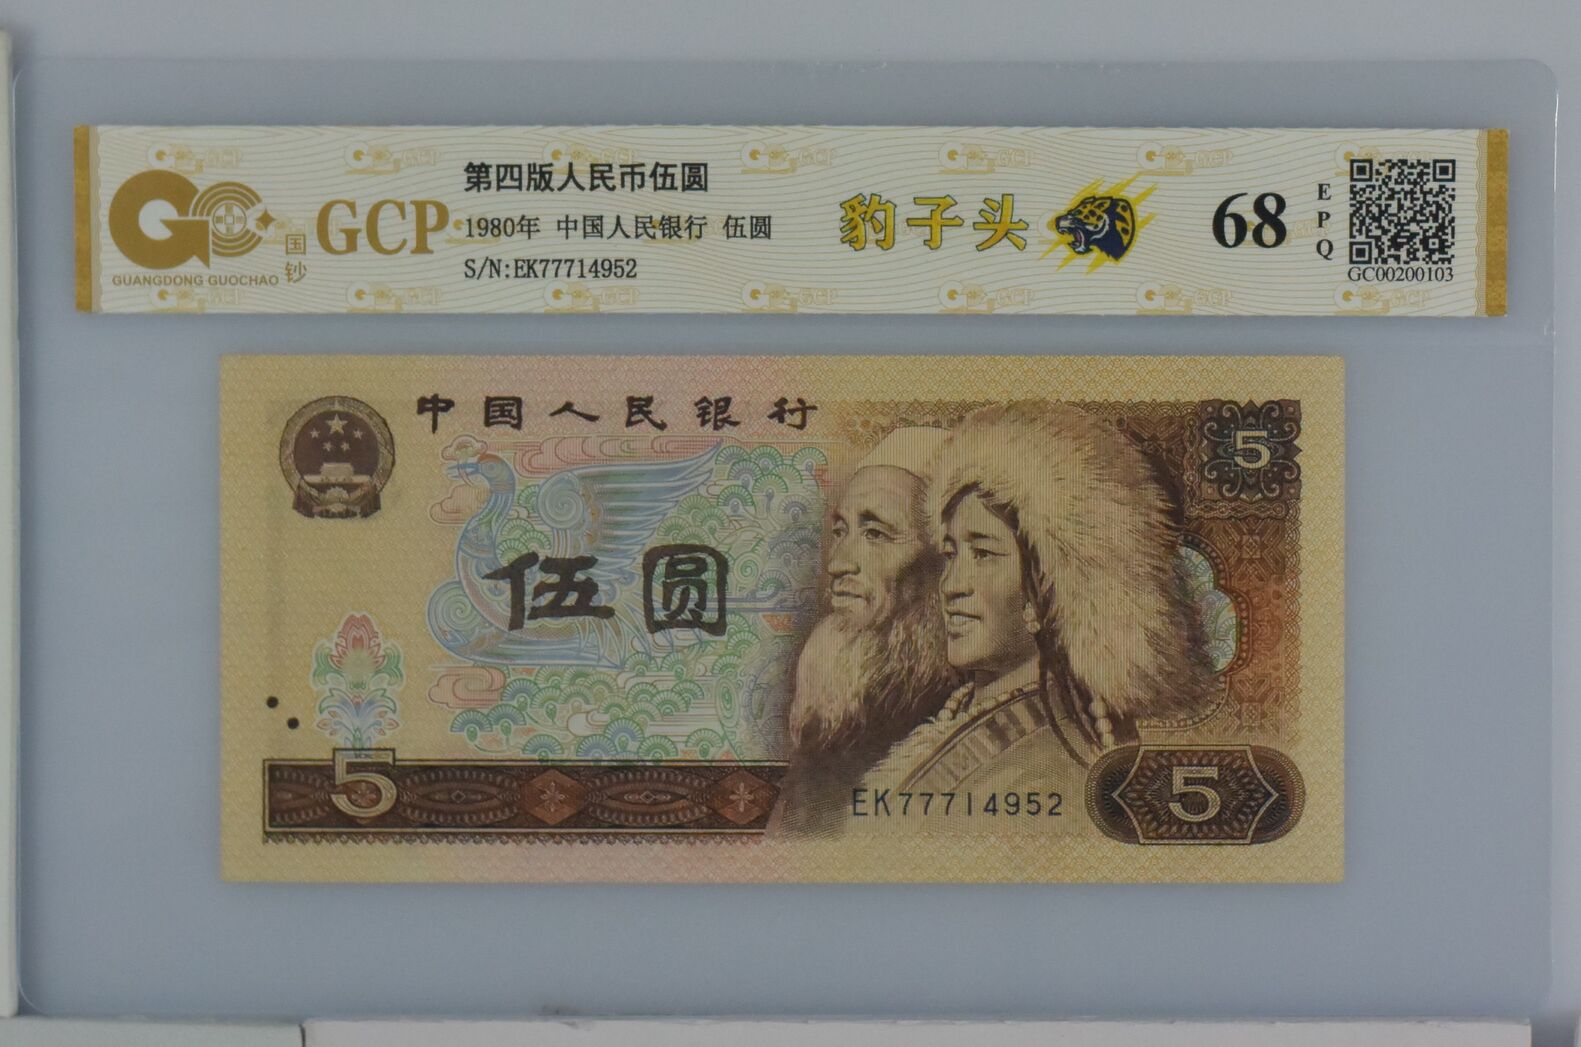 第四版人民币伍圆
GCP
国钞
GUANGDONG GUOCHAO
1980年 中国人民银行 伍圆
S/N:EK77714952
豹子头
68
EPQ
GC00200103
中国人民银行
5
伍圆
5
EK77714952
5